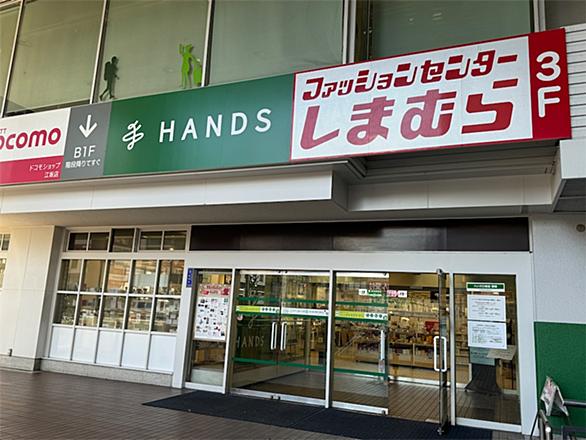 docomo
ドコモショップ
江坂店
B1F
階段降りてすぐ
HANDS
ファッションセンター
しまむら
3F
HANDS